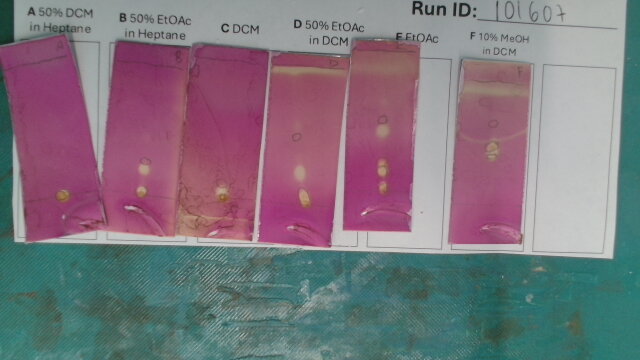 Run ID: 101607
A 50% DCM
in Heptane
B 50% EtOAc
in Heptane
C DCM
D 50% EtOAc
in DCM
E EtOAc
F 10% MeOH
in DCM